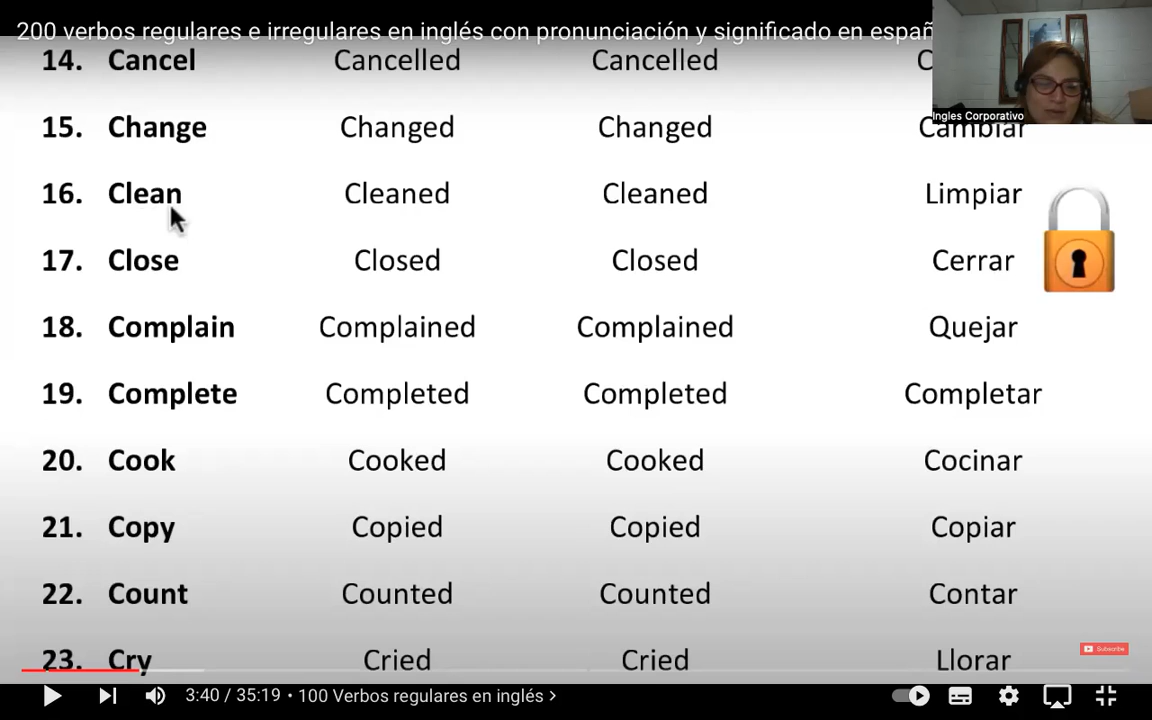 200 verbos regulares e irregulares en inglés con pronunciación y significado en españ
14. Cancel Cancelled Cancelled C
Ingles Corporativo
15. Change Changed Changed Cambiar
16. Clean Cleaned Cleaned Limpiar
17. Close Closed Closed Cerrar
18. Complain Complained Complained Quejar
19. Complete Completed Completed Completar
20. Cook Cooked Cooked Cocinar
21. Copy Copied Copied Copiar
22. Count Counted Counted Contar
Subscribe
23. Cry Cried Cried Llorar
3:40 / 35:19 • 100 Verbos regulares en inglés >